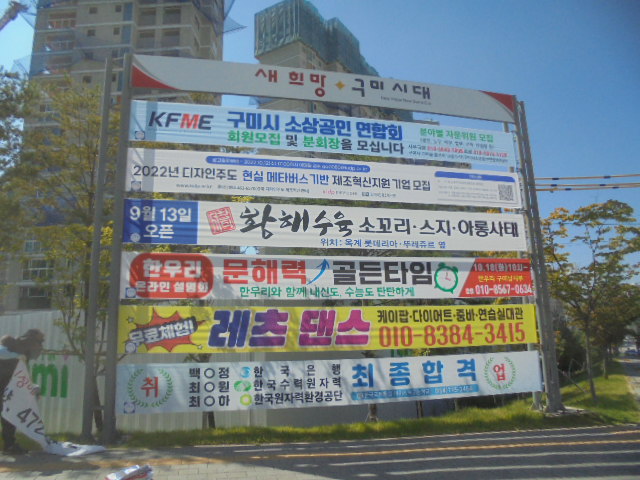 새희망 구미시대
KFME 구미시 소상공인 연합회
회원모집 및 분회장을 모십니다
분야별 자문위원 모집
2022년 디자인주도 현실 메타버스기반 제조혁신지원 기업 모집
9월 13일
오픈
황해수육 소꼬리·스지·아롱사태
위치: 옥계 롯데리아·뚜레쥬르 옆
한우리
온라인 설명회
문해력 골든타임
한우리와 함께 내신도, 수능도 탄탄하게
10.18(화)10시~
010-8567-0634
무료체험!
레츠 댄스
케이팝·다이어트·줌바·연습실대관
010-8384-3415
취
백○정 한국은행
최○원 한국수력원자력
최○하 한국원자력환경공단
최종합격
업
472